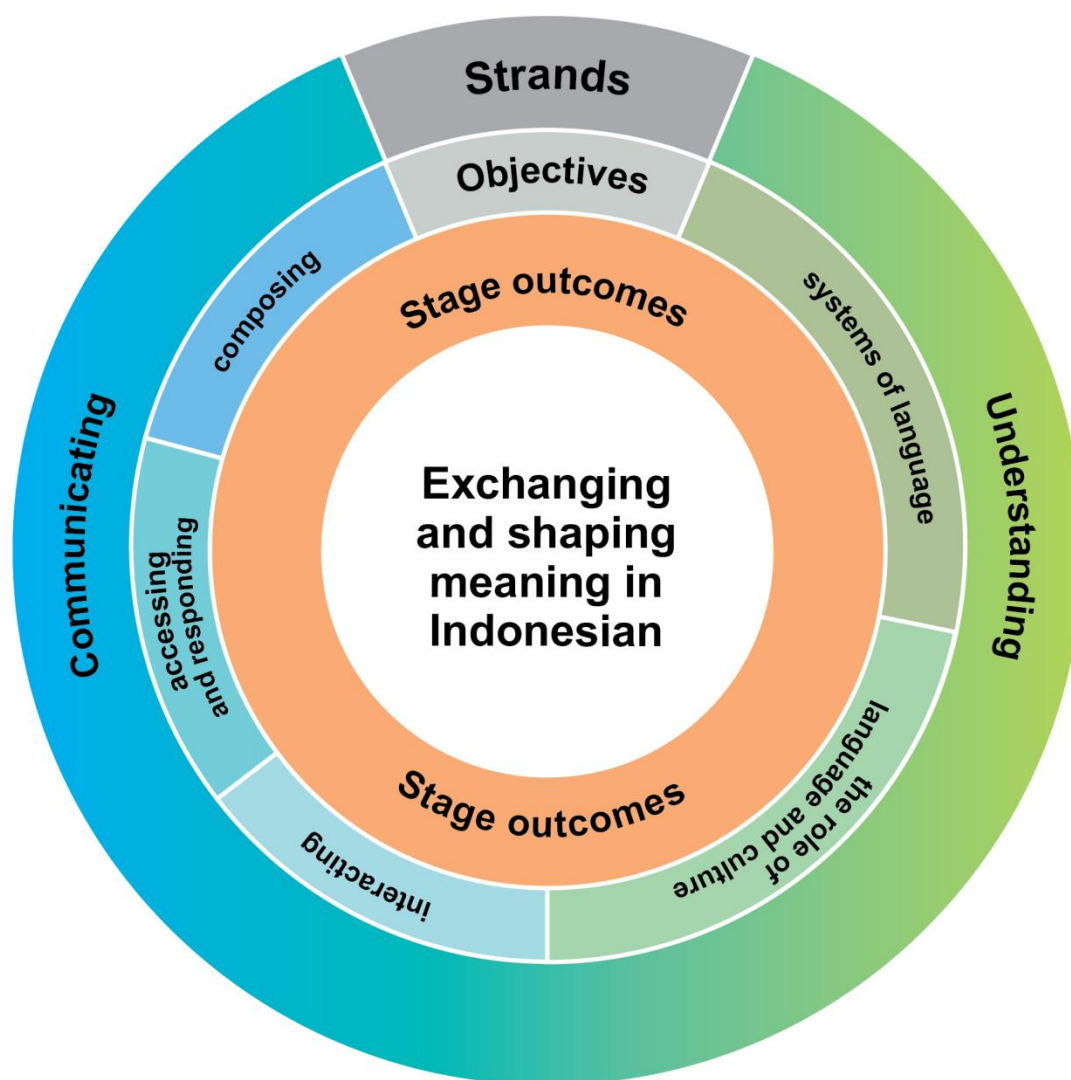 Strands
Objectives
Stage outcomes
composing
systems of language
Communicating
Understanding
Exchanging
and shaping
meaning in
Indonesian
accessing
and responding
the role of
language and culture
interacting
Stage outcomes